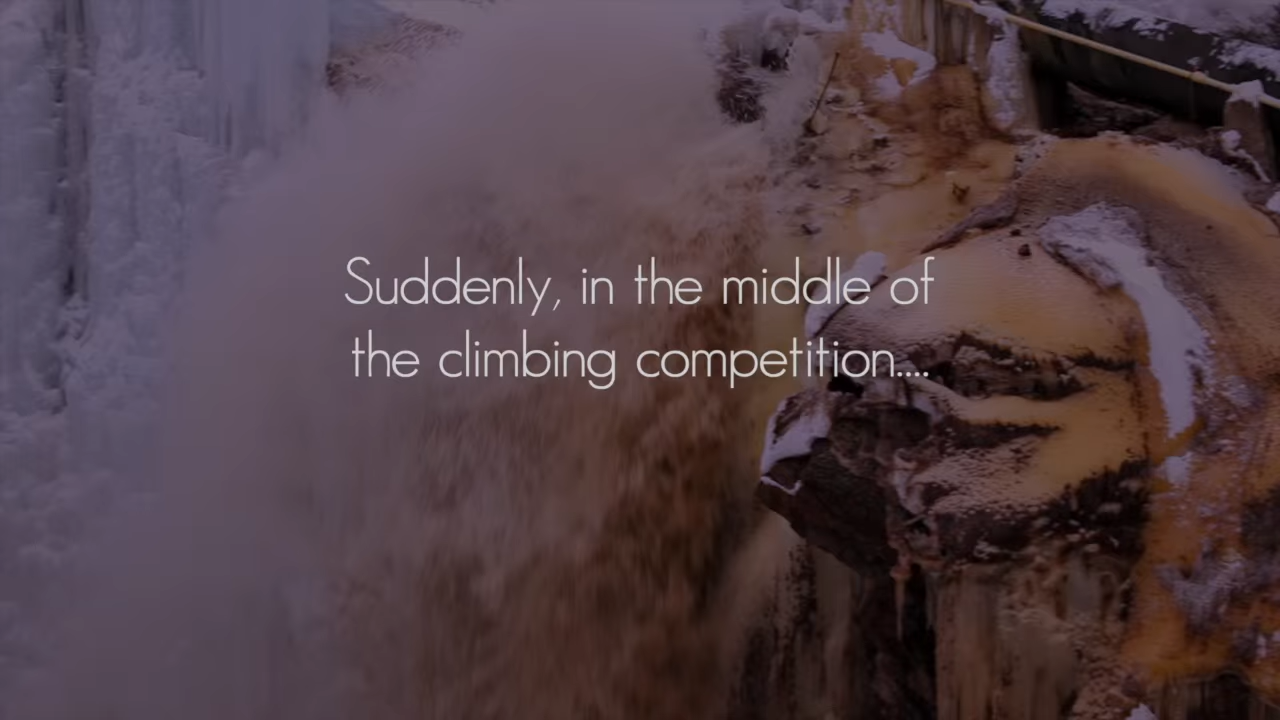 Suddenly, in the middle of
the climbing competition....